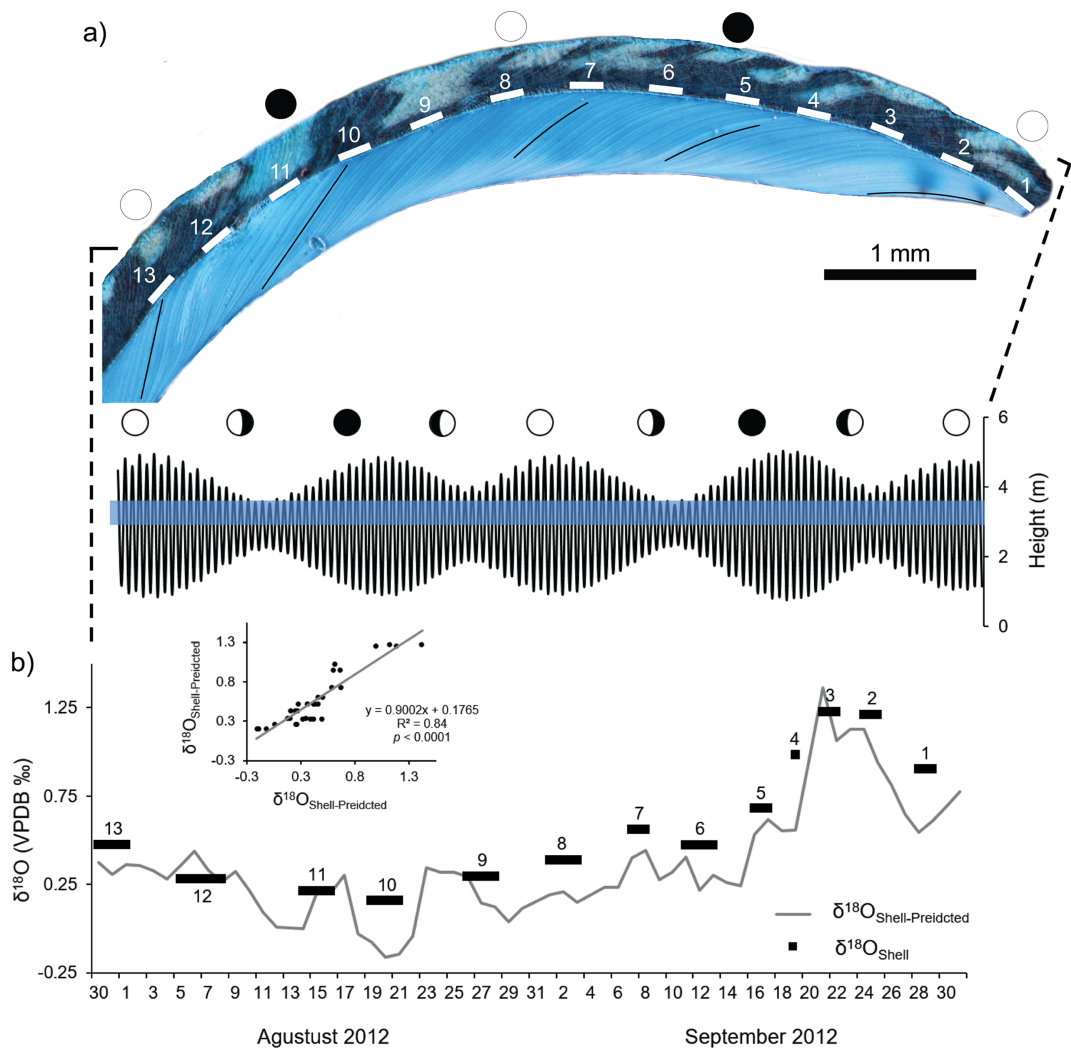 a)
8 7 6 5 4 3 2 1
9
10
11
12
13
1 mm
6
4
2
0
Height (m)
b)
1.3
0.8
0.3
-0.3
-0.3 0.3 0.8 1.3
δ18OShell-Preidcted
δ18OShell-Preidcted
y = 0.9002x + 0.1765
R² = 0.84
p < 0.0001
1.25
0.75
0.25
-0.25
δ18O (VPDB ‰)
13
12
11
10
9
8
7
6
5
4
3
2
1
δ18OShell-Preidcted
δ18OShell
30 1 3 5 7 9 11 13 15 17 19 21 23 25 27 29 31 2 4 6 8 10 12 14 16 18 20 22 24 26 28 30
Agustust 2012 September 2012